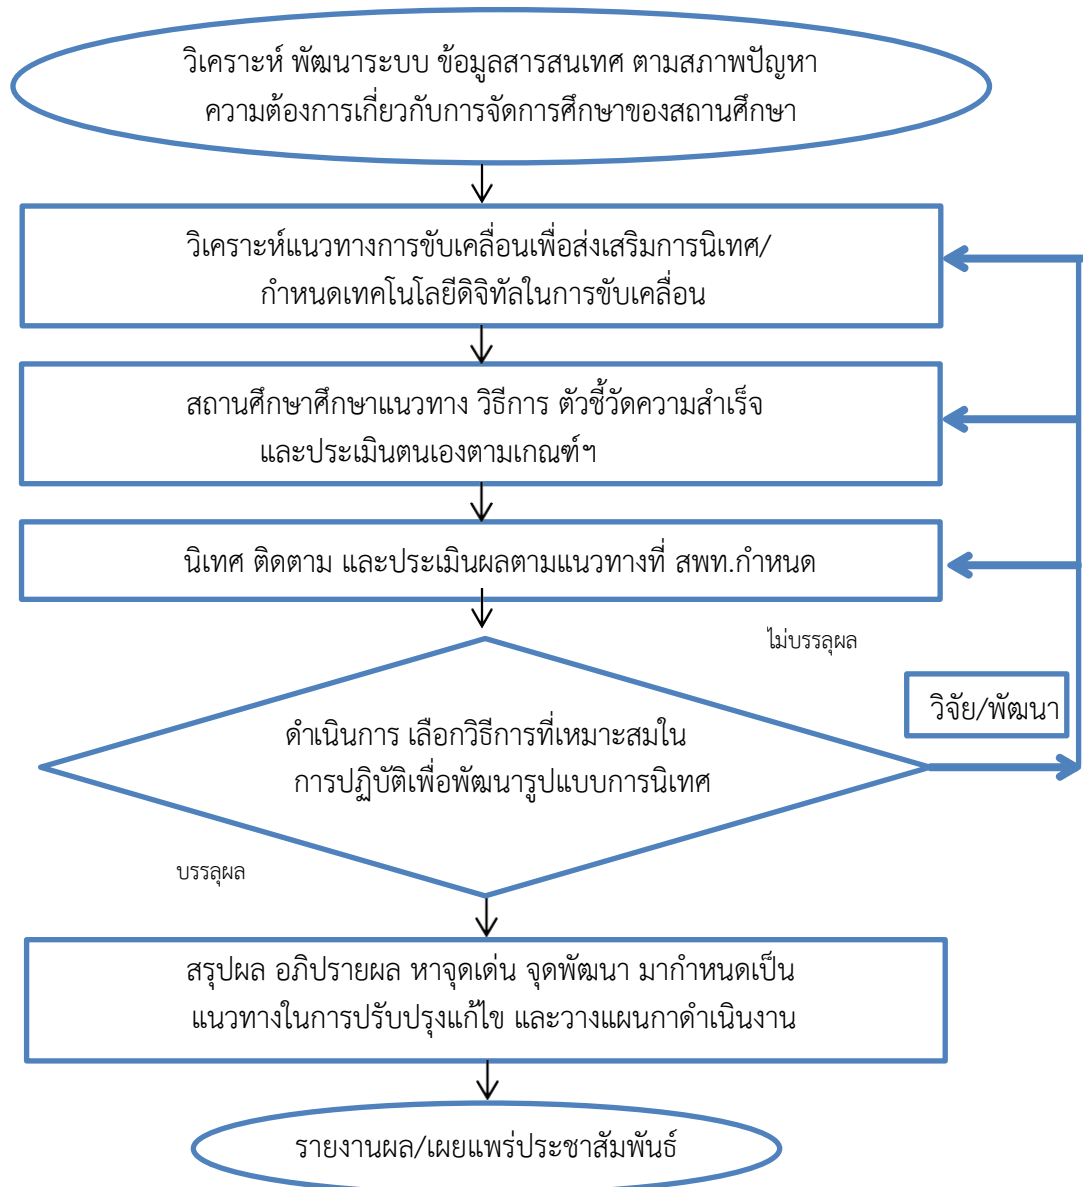 วิเคราะห์ พัฒนาระบบ ข้อมูลสารสนเทศ ตามสภาพปัญหา
ความต้องการเกี่ยวกับการจัดการศึกษาของสถานศึกษา
วิเคราะห์แนวทางการขับเคลื่อนเพื่อส่งเสริมการนิเทศ/
กำหนดเทคโนโลยีดิจิทัลในการขับเคลื่อน
สถานศึกษาศึกษาแนวทาง วิธีการ ตัวชี้วัดความสำเร็จ
และประเมินตนเองตามเกณฑ์ฯ
นิเทศ ติดตาม และประเมินผลตามแนวทางที่ สพท.กำหนด
ไม่บรรลุผล
วิจัย/พัฒนา
ดำเนินการ เลือกวิธีการที่เหมาะสมใน
การปฏิบัติเพื่อพัฒนารูปแบบการนิเทศ
บรรลุผล
สรุปผล อภิปรายผล หาจุดเด่น จุดพัฒนา มากำหนดเป็น
แนวทางในการปรับปรุงแก้ไข และวางแผนกาดำเนินงาน
รายงานผล/เผยแพร่ประชาสัมพันธ์